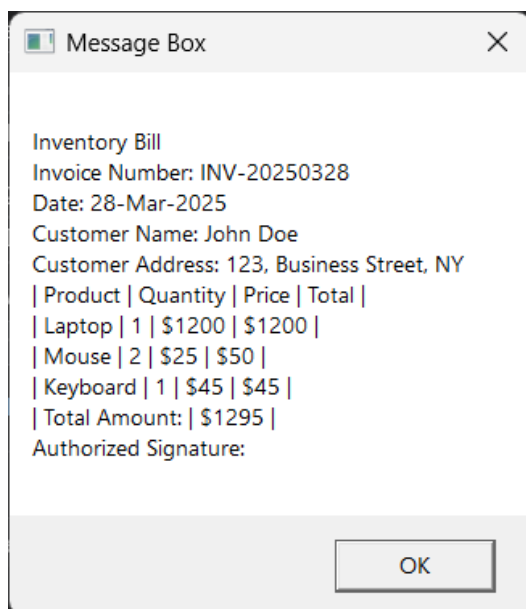 Message Box
Inventory Bill
Invoice Number: INV-20250328
Date: 28-Mar-2025
Customer Name: John Doe
Customer Address: 123, Business Street, NY
| Product | Quantity | Price | Total |
| Laptop | 1 | $1200 | $1200 |
| Mouse | 2 | $25 | $50 |
| Keyboard | 1 | $45 | $45 |
| Total Amount: | $1295 |
Authorized Signature:
OK